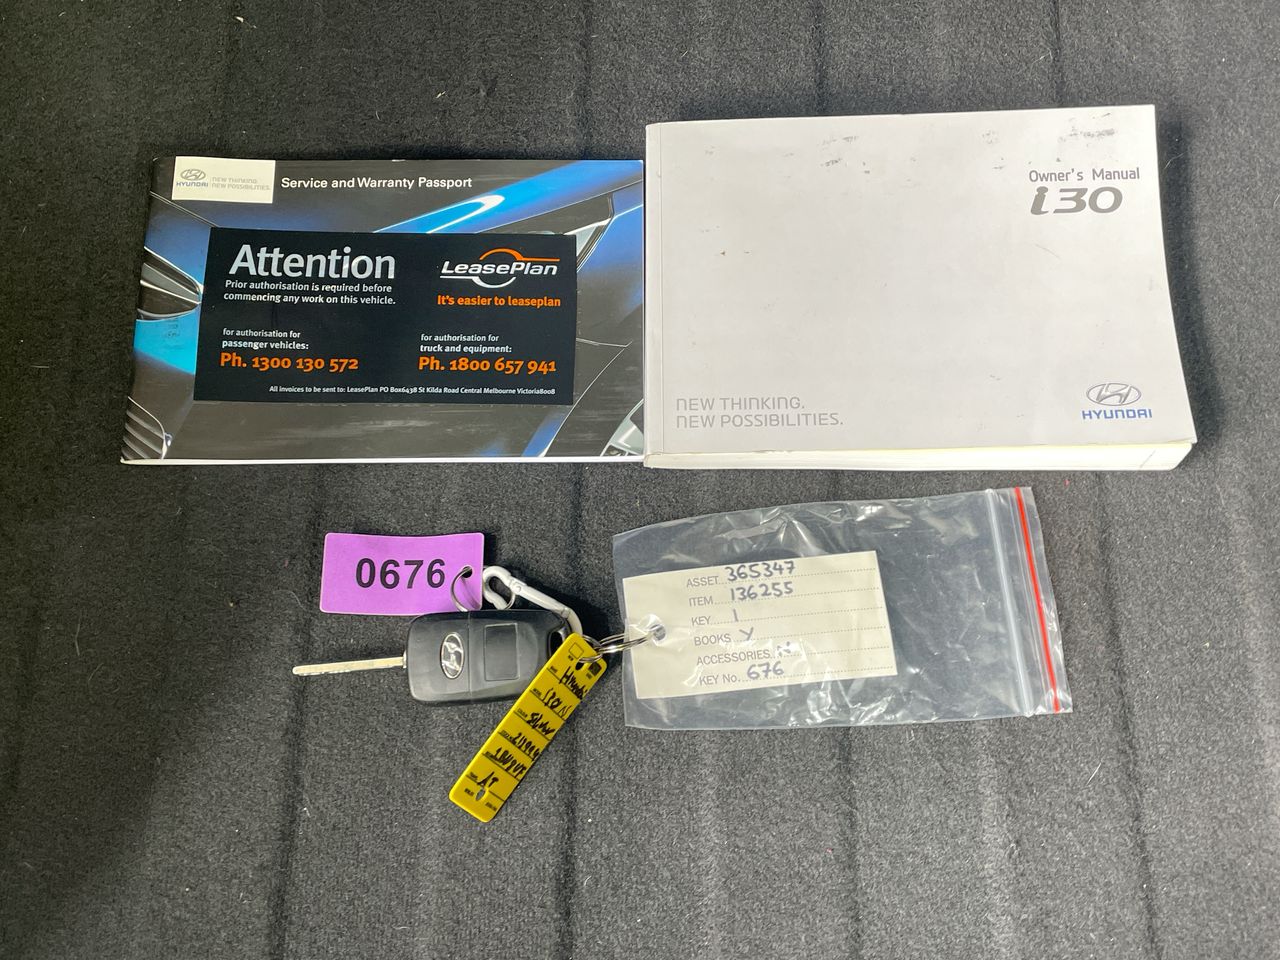 HYUNDAI
NEW THINKING.
NEW POSSIBILITIES.
Service and Warranty Passport
Attention
Prior authorisation is required before
commencing any work on this vehicle.
LeasePlan
It's easier to leaseplan
for authorisation for
passenger vehicles:
Ph. 1300 130 572
for authorisation for
truck and equipment:
Ph. 1800 657 941
All invoices to be sent to: LeasePlan PO Box6438 St Kilda Road Central Melbourne Victoria8008
Owner's Manual
i30
NEW THINKING.
NEW POSSIBILITIES.
HYUNDAI
0676
ASSET 365347
ITEM 136255
KEY 1
BOOKS Y
ACCESSORIES N
KEY No. 676
Hyundai
Silver
AT